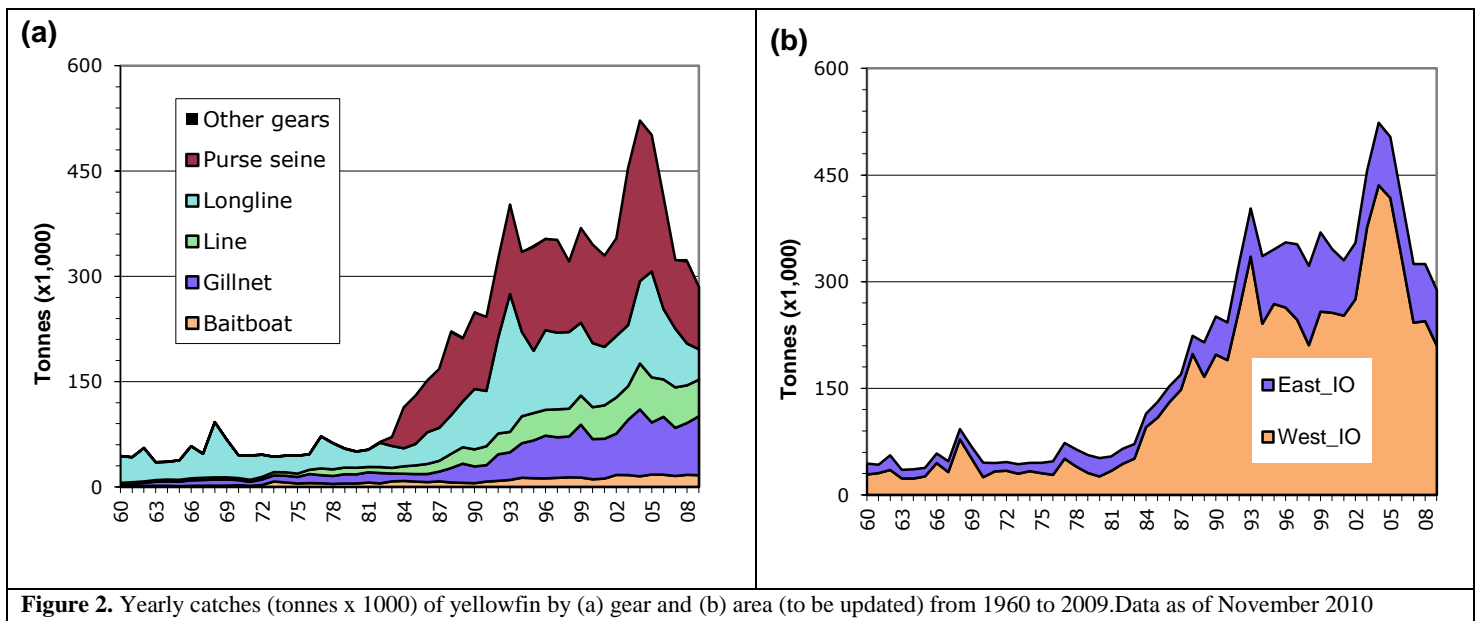 (a)
600
450
300
150
0
Tonnes (x1,000)
Other gears
Purse seine
Longline
Line
Gillnet
Baitboat
60 63 66 69 72 75 78 81 84 87 90 93 96 99 02 05 08
(b)
600
450
300
150
0
Tonnes (x1,000)
East_IO
West_IO
60 63 66 69 72 75 78 81 84 87 90 93 96 99 02 05 08
Figure 2. Yearly catches (tonnes x 1000) of yellowfin by (a) gear and (b) area (to be updated) from 1960 to 2009.Data as of November 2010